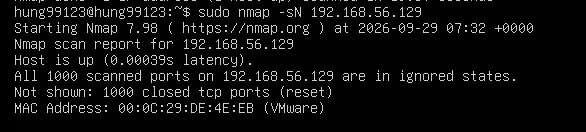 hung99123@hung99123:~$ sudo nmap -sN 192.168.56.129
Starting Nmap 7.98 ( https://nmap.org ) at 2026-09-29 07:32 +0000
Nmap scan report for 192.168.56.129
Host is up (0.00039s latency).
All 1000 scanned ports on 192.168.56.129 are in ignored states.
Not shown: 1000 closed tcp ports (reset)
MAC Address: 00:0C:29:DE:4E:EB (VMware)